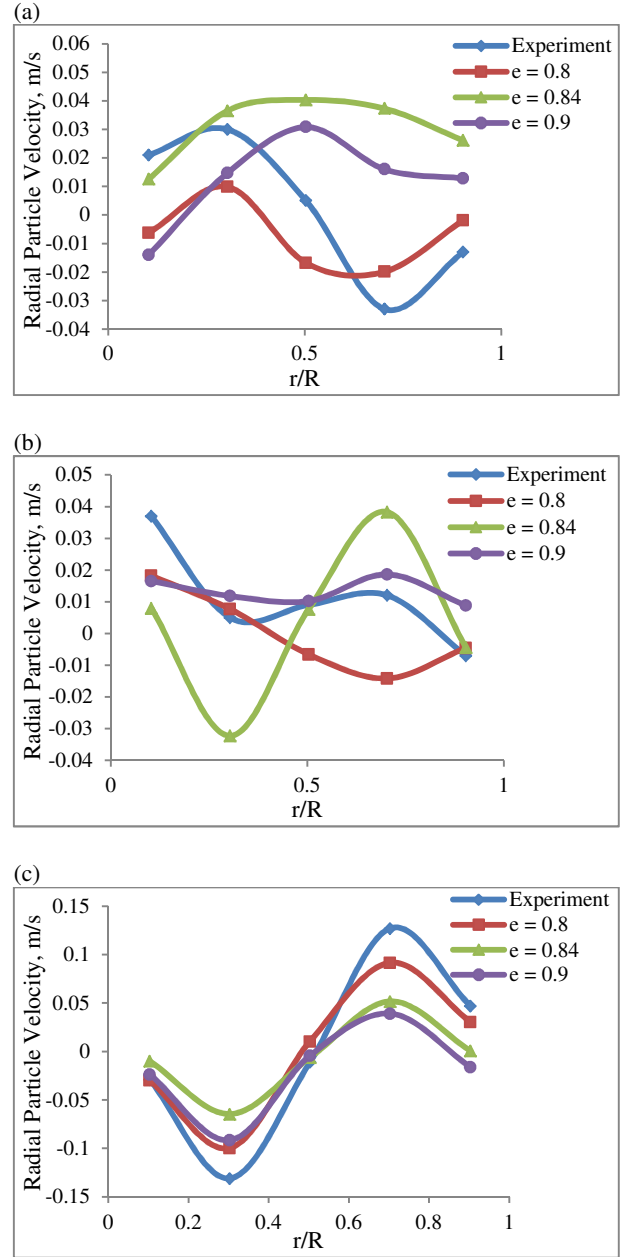 (a)
Radial Particle Velocity, m/s
0.06
0.05
0.04
0.03
0.02
0.01
0
-0.01
-0.02
-0.03
-0.04
0
0.5
1
r/R
Experiment
e = 0.8
e = 0.84
e = 0.9
(b)
Radial Particle Velocity, m/s
0.05
0.04
0.03
0.02
0.01
0
-0.01
-0.02
-0.03
-0.04
0
0.5
1
r/R
Experiment
e = 0.8
e = 0.84
e = 0.9
(c)
Radial Particle Velocity, m/s
0.15
0.1
0.05
0
-0.05
-0.1
-0.15
0
0.2
0.4
0.6
0.8
1
r/R
Experiment
e = 0.8
e = 0.84
e = 0.9